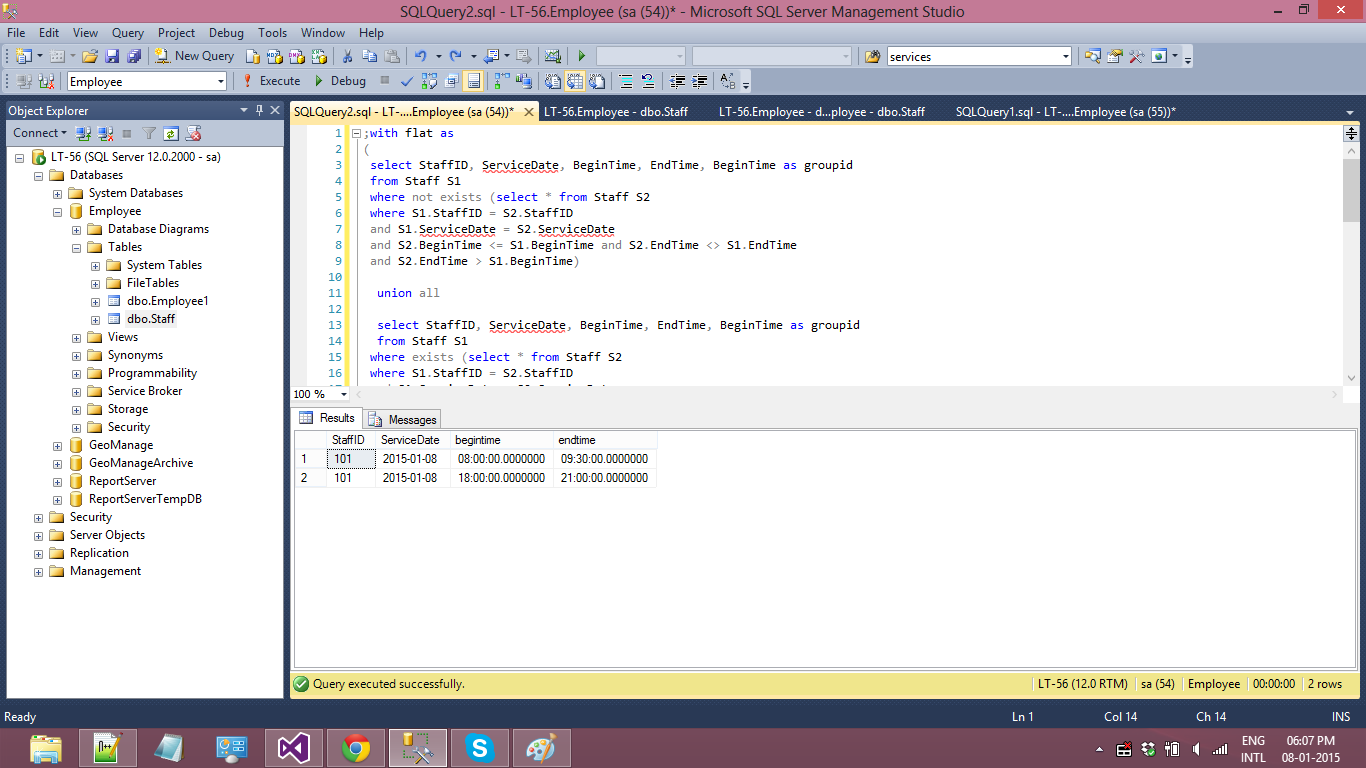 SQLQuery2.sql - LT-56.Employee (sa (54))* - Microsoft SQL Server Management Studio
File Edit View Query Project Debug Tools Window Help
New Query services
Employee Execute Debug
Object Explorer
Connect
LT-56 (SQL Server 12.0.2000 - sa)
Databases
System Databases
Employee
Database Diagrams
Tables
System Tables
FileTables
dbo.Employee1
dbo.Staff
Views
Synonyms
Programmability
Service Broker
Storage
Security
GeoManage
GeoManageArchive
ReportServer
ReportServerTempDB
Security
Server Objects
Replication
Management
SQLQuery2.sql - LT-....Employee (sa (54))* LT-56.Employee - dbo.Staff LT-56.Employee - d...ployee - dbo.Staff SQLQuery1.sql - LT-....Employee (sa (55))*
1 ;with flat as
2 (
3 select StaffID, ServiceDate, BeginTime, EndTime, BeginTime as groupid
4 from Staff S1
5 where not exists (select * from Staff S2
6 where S1.StaffID = S2.StaffID
7 and S1.ServiceDate = S2.ServiceDate
8 and S2.BeginTime <= S1.BeginTime and S2.EndTime <> S1.EndTime
9 and S2.EndTime > S1.BeginTime)
10
11 union all
12
13 select StaffID, ServiceDate, BeginTime, EndTime, BeginTime as groupid
14 from Staff S1
15 where exists (select * from Staff S2
16 where S1.StaffID = S2.StaffID
100 %
Results Messages
StaffID ServiceDate begintime endtime
1 101 2015-01-08 08:00:00.0000000 09:30:00.0000000
2 101 2015-01-08 18:00:00.0000000 21:00:00.0000000
Query executed successfully. LT-56 (12.0 RTM) sa (54) Employee 00:00:00 2 rows
Ready Ln 1 Col 14 Ch 14 INS
ENG 06:07 PM
INTL 08-01-2015